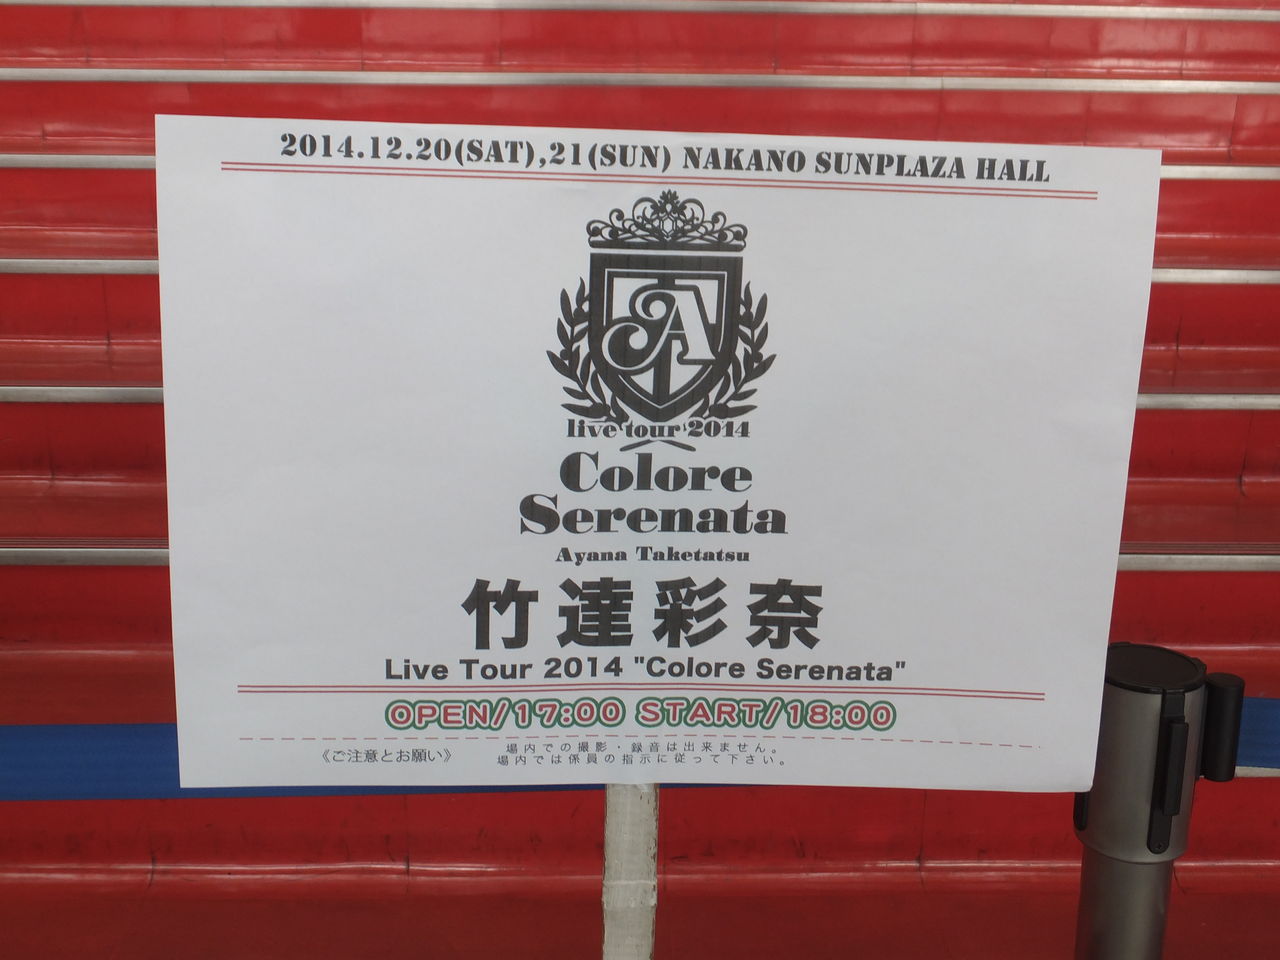 2014.12.20(SAT),21(SUN) NAKANO SUNPLAZA HALL
A
live tour 2014
Colore
Serenata
Ayana Taketatsu
竹達彩奈
Live Tour 2014 "Colore Serenata"
OPEN/17:00 START/18:00
《ご注意とお願い》
場内での撮影・録音は出来ません。
場内では係員の指示に従って下さい。